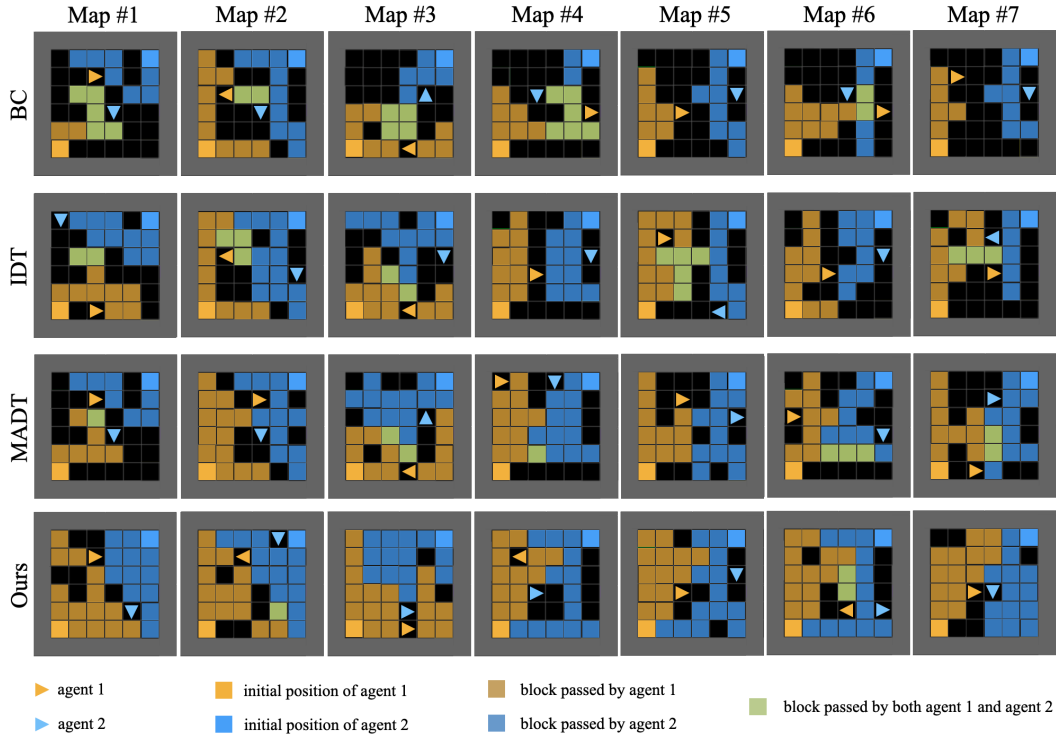 Map #1 Map #2 Map #3 Map #4 Map #5 Map #6 Map #7
BC
IDT
MADT
Ours
agent 1 initial position of agent 1 block passed by agent 1
block passed by both agent 1 and agent 2
agent 2 initial position of agent 2 block passed by agent 2